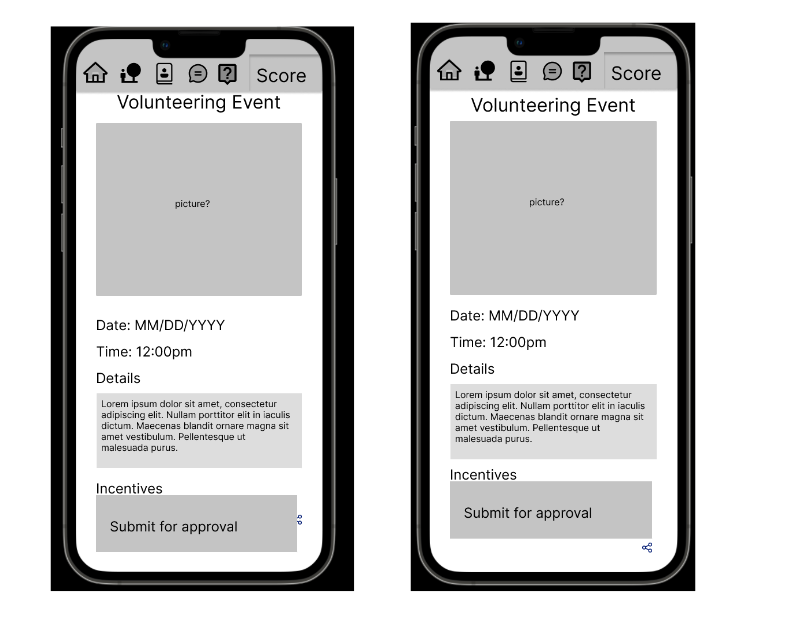 Score
Volunteering Event
picture?
Date: MM/DD/YYYY
Time: 12:00pm
Details
Lorem ipsum dolor sit amet, consectetur
adipiscing elit. Nullam porttitor elit in iaculis
dictum. Maecenas blandit ornare magna sit
amet vestibulum. Pellentesque ut
malesuada purus.
Incentives
Submit for approval
Score
Volunteering Event
picture?
Date: MM/DD/YYYY
Time: 12:00pm
Details
Lorem ipsum dolor sit amet, consectetur
adipiscing elit. Nullam porttitor elit in iaculis
dictum. Maecenas blandit ornare magna sit
amet vestibulum. Pellentesque ut
malesuada purus.
Incentives
Submit for approval